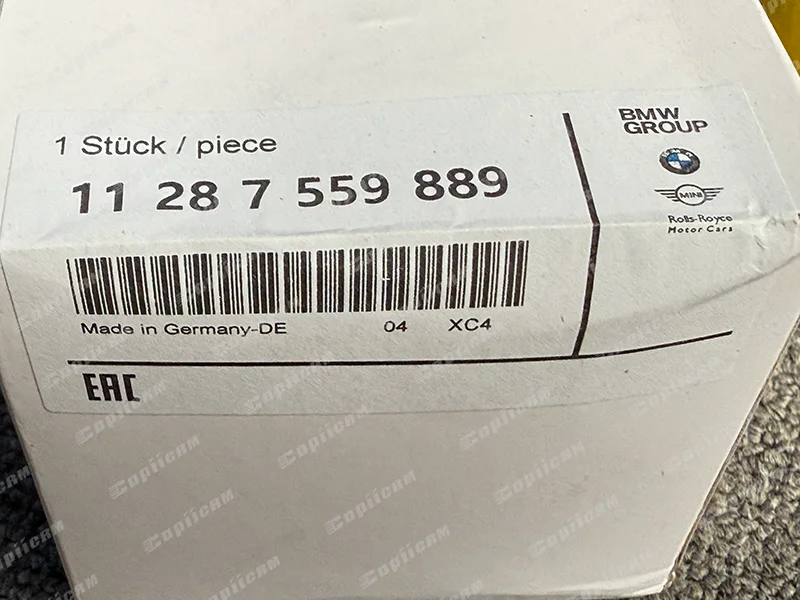 1 Stück / piece
11 28 7 559 889
BMW
GROUP
MINI
Rolls-Royce
Motor Cars
Made in Germany-DE 04 XC4
EAC
Copiicam